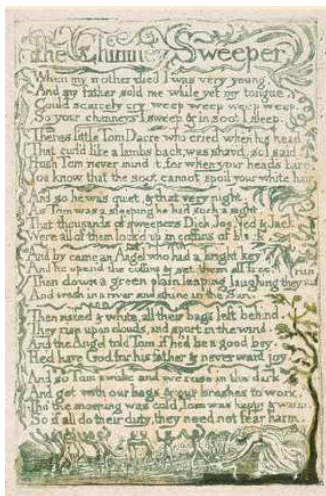 The Chimney Sweeper
When my mother died I was very young
And my father sold me while yet my tongue,
Could scarcely cry weep weep weep weep.
So your chimneys I sweep & in soot I sleep.
Theres little Tom Dacre, who cried when his head
That curl'd like a lambs back, was shav'd, so I said
Hush Tom never mind it, for when your heads bare
You know that the soot cannot spoil your white hair
And so he was quiet, & that very night,
As Tom was a sleeping he had such a sight
That thousands of sweepers Dick, Joe, Ned & Jack
Were all of them lock'd up in coffins of black
And by came an Angel who had a bright key
And he open'd the coffins & set them all free.
Then down a green plain leaping laughing they run
And wash in a river and shine in the Sun.
Then naked & white, all their bags left behind,
They rise upon clouds, and sport in the wind.
And the Angel told Tom, if he'd be a good boy,
He'd have God for his father & never want joy
And so Tom awoke and we rose in the dark
And got with our bags & our brushes to work.
Tho' the morning was cold, Tom was happy & warm
So if all do their duty, they need not fear harm.